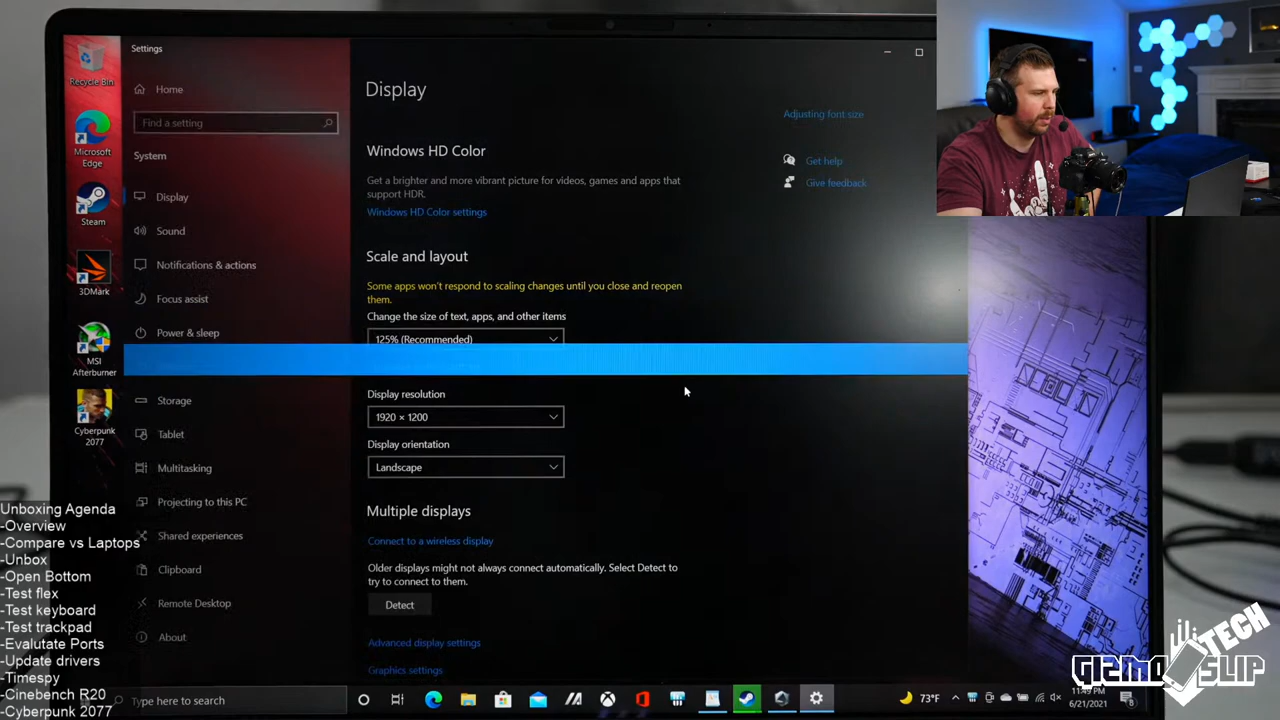 Settings
Home
Find a setting
System
Display
Sound
Notifications & actions
Focus assist
Power & sleep
Storage
Tablet
Multitasking
Projecting to this PC
Shared experiences
Clipboard
Remote Desktop
About
Display
Windows HD Color
Get a brighter and more vibrant picture for videos, games and apps that
support HDR.
Windows HD Color settings
Scale and layout
Some apps won't respond to scaling changes until you close and reopen
them.
Change the size of text, apps, and other items
125% (Recommended)
Display resolution
1920 × 1200
Display orientation
Landscape
Multiple displays
Connect to a wireless display
Older displays might not always connect automatically. Select Detect to
try to connect to them.
Detect
Advanced display settings
Graphics settings
Adjusting font size
Get help
Give feedback
Recycle Bin
Microsoft
Edge
Steam
3DMark
MSI
Afterburner
Cyberpunk
2077
Unboxing Agenda
-Overview
-Compare vs Laptops
-Unbox
-Open Bottom
-Test flex
-Test keyboard
-Test trackpad
-Evalutate Ports
-Update drivers
-Timespy
-Cinebench R20
-Cyberpunk 2077
Type here to search
73°F
11:49 PM
6/21/2021
GIZMO SLIP
TECH